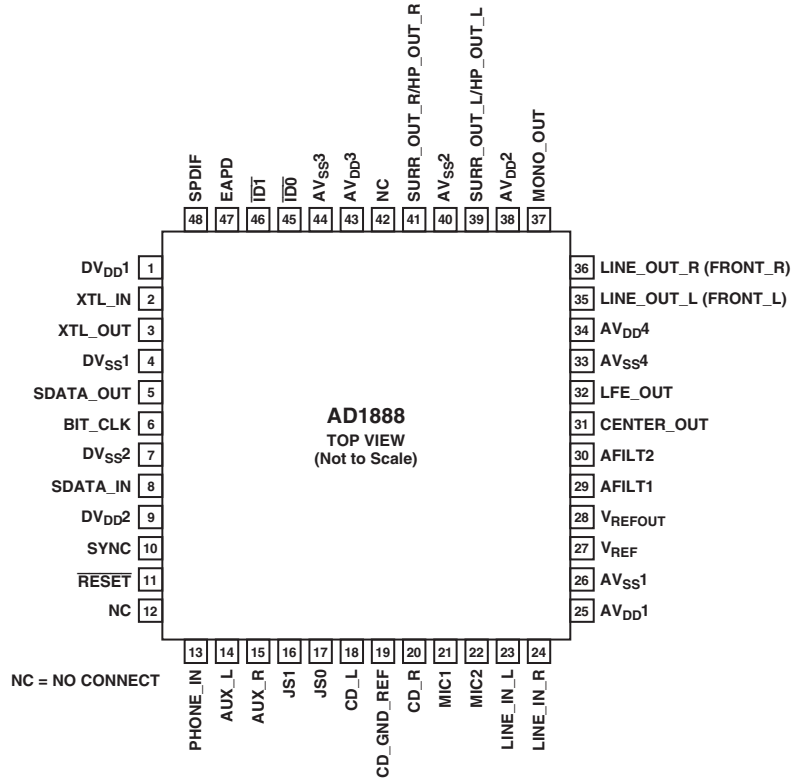 SPDIF
EAPD
ID1
ID0
AVSS3
AVDD3
NC
SURR_OUT_R/HP_OUT_R
AVSS2
SURR_OUT_L/HP_OUT_L
AVDD2
MONO_OUT
48 47 46 45 44 43 42 41 40 39 38 37
DVDD1 1
XTL_IN 2
XTL_OUT 3
DVSS1 4
SDATA_OUT 5
BIT_CLK 6
DVSS2 7
SDATA_IN 8
DVDD2 9
SYNC 10
RESET 11
NC 12
AD1888
TOP VIEW
(Not to Scale)
36 LINE_OUT_R (FRONT_R)
35 LINE_OUT_L (FRONT_L)
34 AVDD4
33 AVSS4
32 LFE_OUT
31 CENTER_OUT
30 AFILT2
29 AFILT1
28 VREFOUT
27 VREF
26 AVSS1
25 AVDD1
13 14 15 16 17 18 19 20 21 22 23 24
PHONE_IN
AUX_L
AUX_R
JS1
JS0
CD_L
CD_GND_REF
CD_R
MIC1
MIC2
LINE_IN_L
LINE_IN_R
NC = NO CONNECT